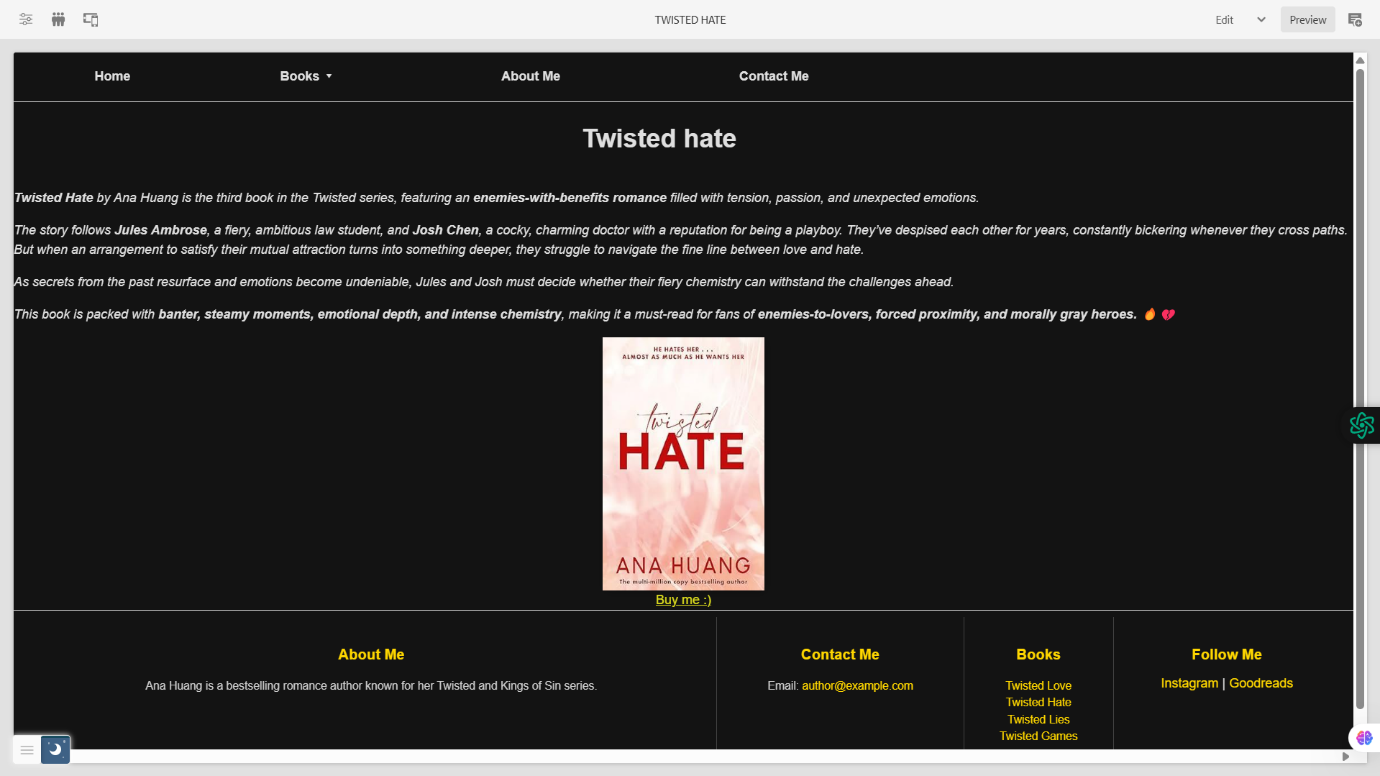 TWISTED HATE
Edit
Preview
Home
Books
About Me
Contact Me
Twisted hate
Twisted Hate by Ana Huang is the third book in the Twisted series, featuring an enemies-with-benefits romance filled with tension, passion, and unexpected emotions.
The story follows Jules Ambrose, a fiery, ambitious law student, and Josh Chen, a cocky, charming doctor with a reputation for being a playboy. They’ve despised each other for years, constantly bickering whenever they cross paths.
But when an arrangement to satisfy their mutual attraction turns into something deeper, they struggle to navigate the fine line between love and hate.
As secrets from the past resurface and emotions become undeniable, Jules and Josh must decide whether their fiery chemistry can withstand the challenges ahead.
This book is packed with banter, steamy moments, emotional depth, and intense chemistry, making it a must-read for fans of enemies-to-lovers, forced proximity, and morally gray heroes. 🔥 💔
HE HATES HER . . .
ALMOST AS MUCH AS HE WANTS HER
twisted
HATE
ANA HUANG
The multi-million copy bestselling author
Buy me :)
About Me
Ana Huang is a bestselling romance author known for her Twisted and Kings of Sin series.
Contact Me
Email: author@example.com
Books
Twisted Love
Twisted Hate
Twisted Lies
Twisted Games
Follow Me
Instagram | Goodreads